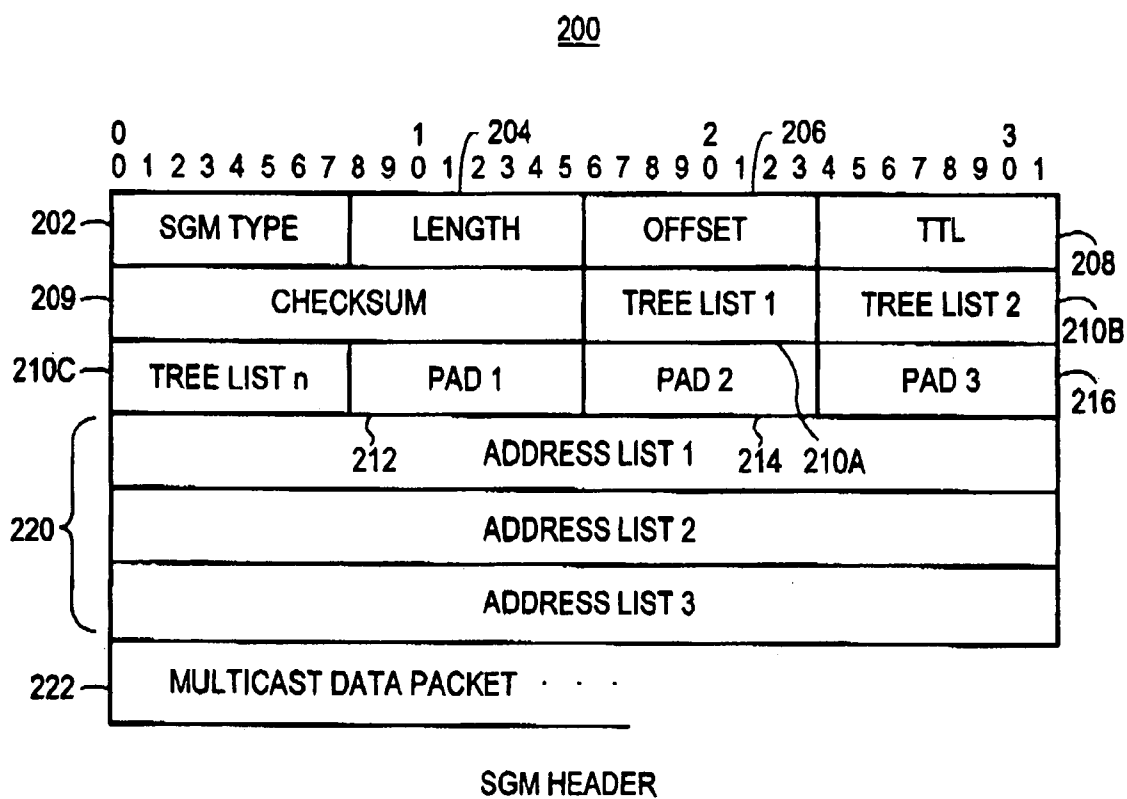 200
0 1 204 2 206 3
0 1 2 3 4 5 6 7 8 9 0 1 2 3 4 5 6 7 8 9 0 1 2 3 4 5 6 7 8 9 0 1
202 SGM TYPE LENGTH OFFSET TTL 208
209 CHECKSUM TREE LIST 1 TREE LIST 2 210B
210C TREE LIST n PAD 1 PAD 2 PAD 3 216
212 ADDRESS LIST 1 214 210A
220 ADDRESS LIST 2
ADDRESS LIST 3
222 MULTICAST DATA PACKET . . .
SGM HEADER